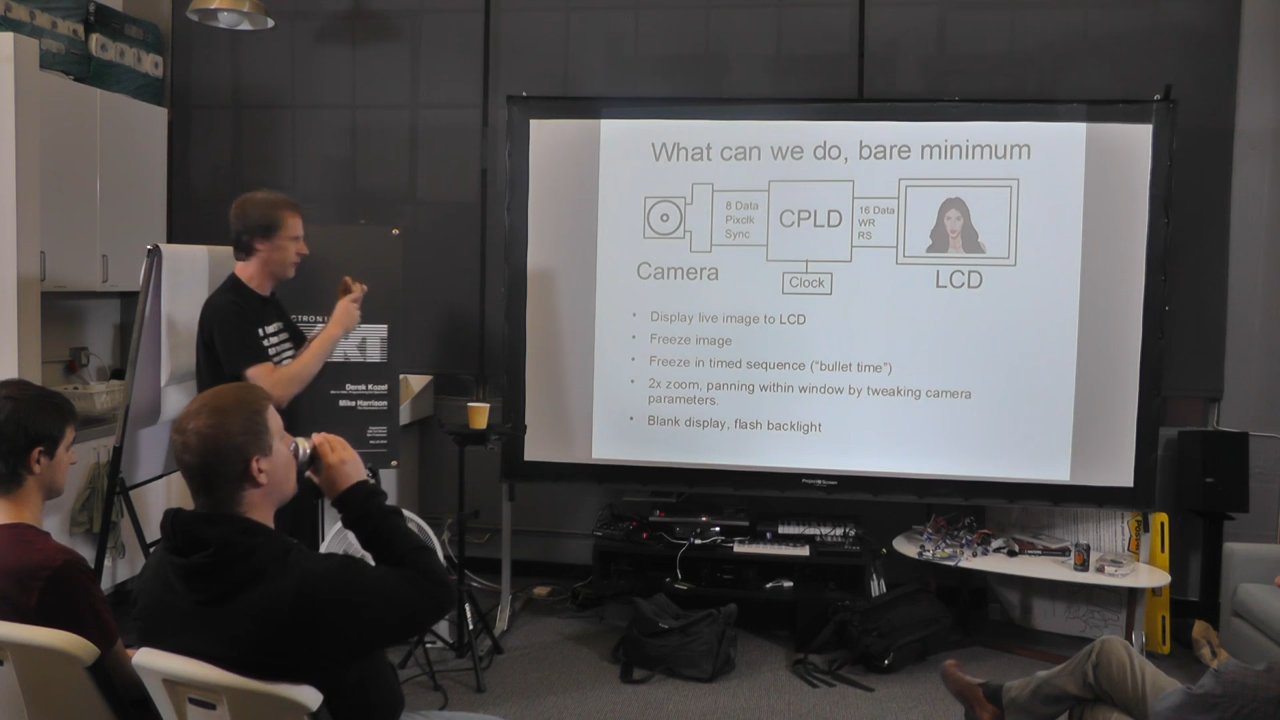 What can we do, bare minimum
8 Data
Pixclk
Sync
CPLD
16 Data
WR
RS
Camera
Clock
LCD
• Display live image to LCD
• Freeze image
• Freeze in timed sequence ("bullet time")
• 2x zoom, panning within window by tweaking camera
parameters.
• Blank display, flash backlight
CTRONI
Derek Kozel
Mike Harrison